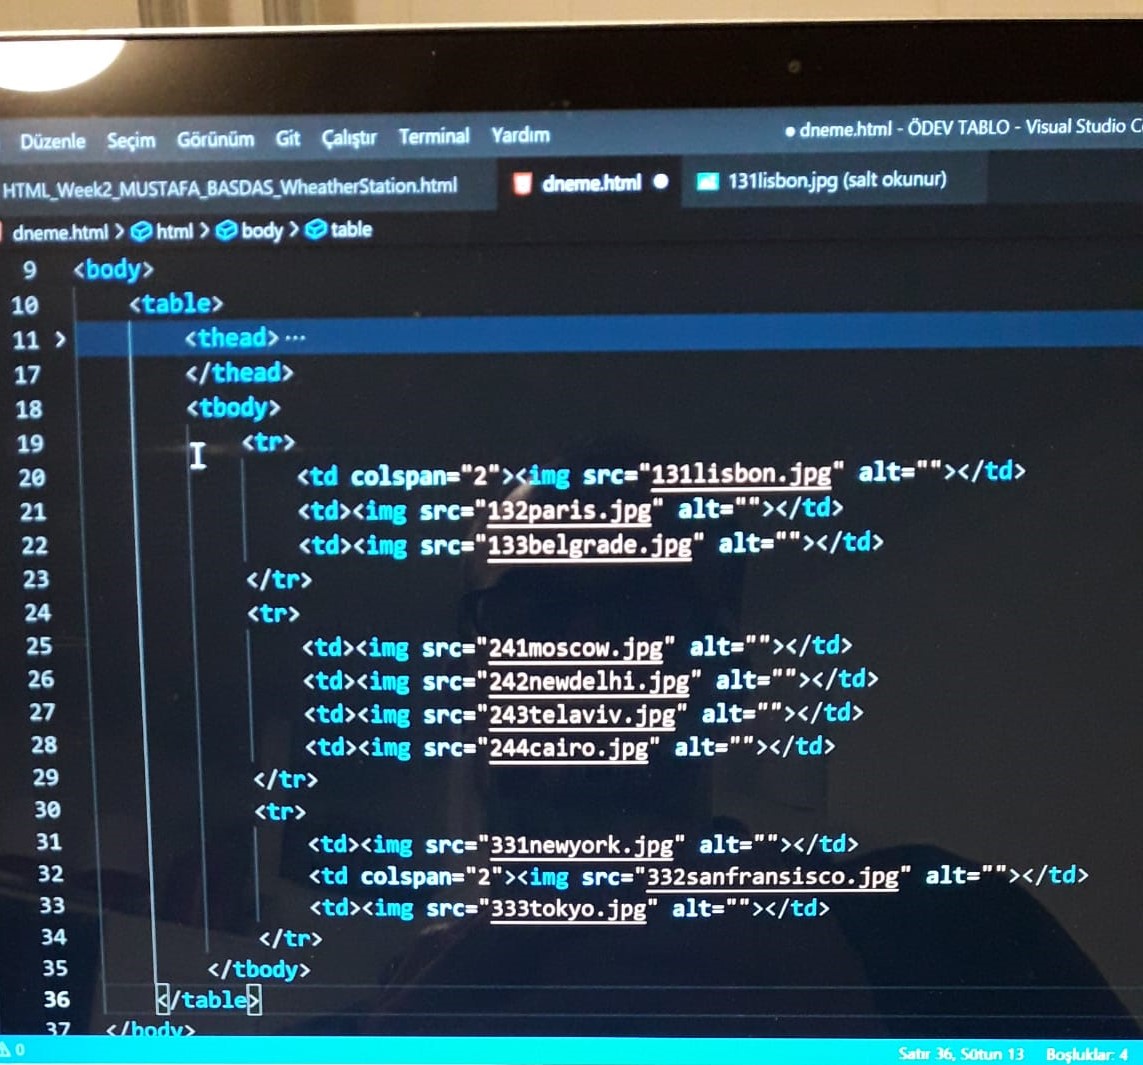 Düzenle Seçim Görünüm Git Çalıştır Terminal Yardım ● dneme.html - ÖDEV TABLO - Visual Studio
HTML_Week2_MUSTAFA_BASDAS_WheatherStation.html dneme.html ● 131lisbon.jpg (salt okunur)
dneme.html > html > body > table
9 <body>
10 <table>
11 > <thead>···
17 </thead>
18 <tbody>
19 <tr>
20 <td colspan="2"><img src="131lisbon.jpg" alt=""></td>
21 <td><img src="132paris.jpg" alt=""></td>
22 <td><img src="133belgrade.jpg" alt=""></td>
23 </tr>
24 <tr>
25 <td><img src="241moscow.jpg" alt=""></td>
26 <td><img src="242newdelhi.jpg" alt=""></td>
27 <td><img src="243telaviv.jpg" alt=""></td>
28 <td><img src="244cairo.jpg" alt=""></td>
29 </tr>
30 <tr>
31 <td><img src="331newyork.jpg" alt=""></td>
32 <td colspan="2"><img src="332sanfransisco.jpg" alt=""></td>
33 <td><img src="333tokyo.jpg" alt=""></td>
34 </tr>
35 </tbody>
36 </table>
37 </body>
0 Satır 36, Sütun 13 Boşluklar: 4